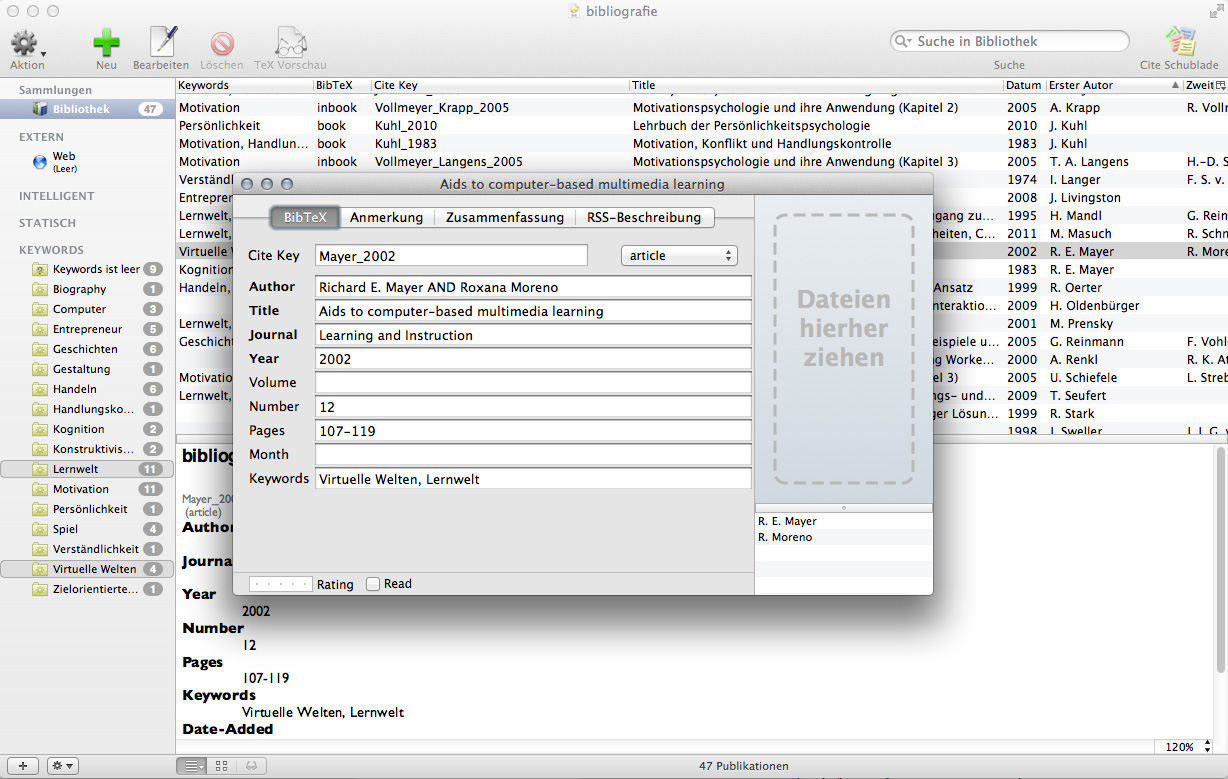 bibliografie
Aktion
Neu
Bearbeiten
Löschen
TeX Vorschau
Suche in Bibliothek
Suche
Cite Schublade
Sammlungen
Bibliothek 47
EXTERN
Web
(Leer)
INTELLIGENT
STATISCH
KEYWORDS
Keywords ist leer 9
Biography 1
Computer 3
Entrepreneur 5
Geschichten 6
Gestaltung 1
Handeln 6
Handlungsko... 1
Kognition 2
Konstruktivis... 2
Lernwelt 11
Motivation 11
Persönlichkeit 1
Spiel 4
Verständlichkeit 1
Virtuelle Welten 4
Zielorientierte... 1
Keywords BibTeX Cite Key Title Datum Erster Autor Zweit
Motivation inbook Vollmeyer_Krapp_2005 Motivationspsychologie und ihre Anwendung (Kapitel 2) 2005 A. Krapp R. Vollm
Persönlichkeit book Kuhl_2010 Lehrbuch der Persönlichkeitspsychologie 2010 J. Kuhl
Motivation, Handlun... book Kuhl_1983 Motivation, Konflikt und Handlungskontrolle 1983 J. Kuhl
Motivation inbook Vollmeyer_Langens_2005 Motivationspsychologie und ihre Anwendung (Kapitel 3) 2005 T. A. Langens H.-D. S
Verständl 1974 I. Langer F. S. v.
Entrepren 2008 J. Livingston
Lernwelt, gang zu... 1995 H. Mandl G. Rein
Lernwelt, heiten, C... 2011 M. Masuch R. Schn
Virtuelle W 2002 R. E. Mayer R. More
Kognition 1983 R. E. Mayer
Handeln, Ansatz 1999 R. Oerter
nteraktio... 2009 H. Oldenbürger
Lernwelt, 2001 M. Prensky
Geschicht eispiele u... 2005 G. Reinmann F. Vohl
ng Worke... 2000 A. Renkl R. K. At
Motivation el 3) 2005 U. Schiefele L. Streb
Lernwelt, ngs- und... 2009 T. Seufert
ger Lösun... 1999 R. Stark
1998 J. Sweller J. J. G. v
Aids to computer-based multimedia learning
BibTeX Anmerkung Zusammenfassung RSS-Beschreibung
Cite Key Mayer_2002 article
Author Richard E. Mayer AND Roxana Moreno
Title Aids to computer-based multimedia learning
Journal Learning and Instruction
Year 2002
Volume
Number 12
Pages 107-119
Month
Keywords Virtuelle Welten, Lernwelt
Rating Read
Dateien
hierher
ziehen
R. E. Mayer
R. Moreno
bibliog
Mayer_200
(article)
Author
Journa
Year
2002
Number
12
Pages
107-119
Keywords
Virtuelle Welten, Lernwelt
Date-Added
120%
47 Publikationen